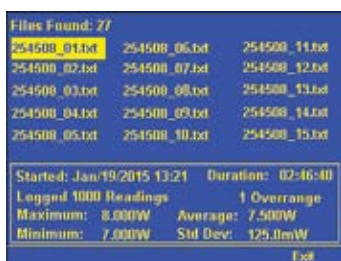 Files Found: 27
254508_01.txt 254508_06.txt 254508_11.txt
254508_02.txt 254508_07.txt 254508_12.txt
254508_03.txt 254508_08.txt 254508_13.txt
254508_04.txt 254508_09.txt 254508_14.txt
254508_05.txt 254508_10.txt 254508_15.txt
Started: Jan/19/2015 13:21 Duration: 02:46:40
Logged 1000 Readings 1 Overrange
Maximum: 8.000W Average: 7.500W
Minimum: 7.000W Std Dev: 125.0mW
Exit